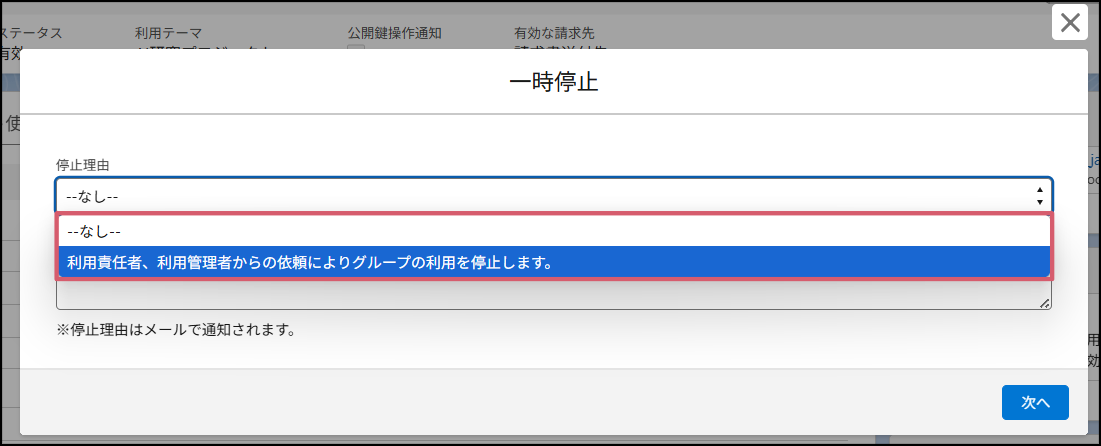 ステータス 利用テーマ 公開鍵操作通知 有効な請求先
有効
使
一時停止
停止理由
--なし--
--なし--
利用責任者、利用管理者からの依頼によりグループの利用を停止します。
※停止理由はメールで通知されます。
次へ